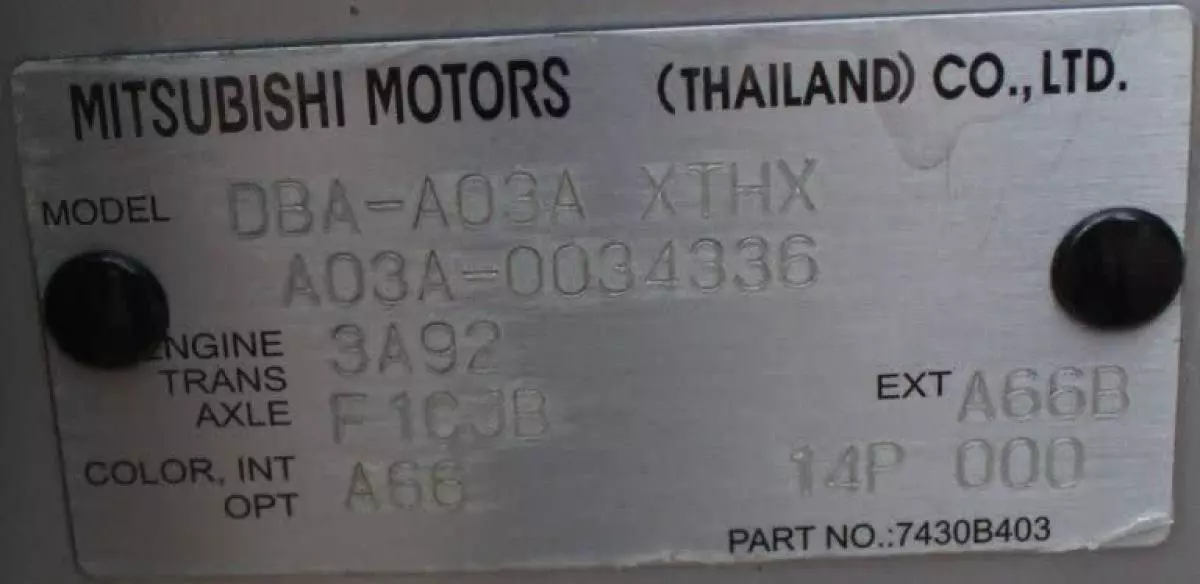 MITSUBISHI MOTORS (THAILAND) CO., LTD.
MODEL DBA-A03A XTHX
A03A-0034336
ENGINE 3A92
TRANS
AXLE F1CJB
EXT A66B
COLOR, INT A66
OPT
14P 000
PART NO.:7430B403